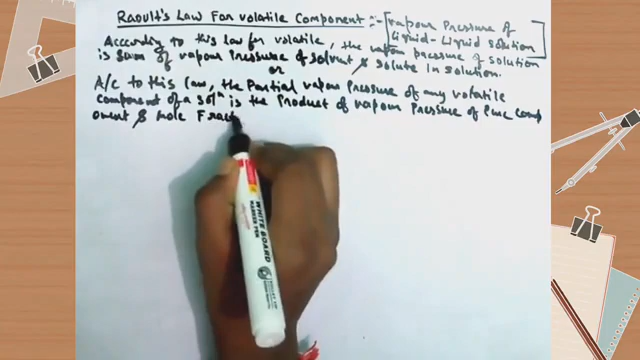 Raoult's Law For Volatile Component :- [Vapour Pressure of
Liquid-Liquid Solution]
According to this law for volatile, the vapour pressure of solution
is sum of vapour Pressure of solvent & solute in solution.
or
A/c to this law, the Partial vapour Pressure of any volatile
component of a solⁿ is the Product of vapour Pressure of Pure Comp
onent & mole Frac
WHITE BOARD
MARKER PEN